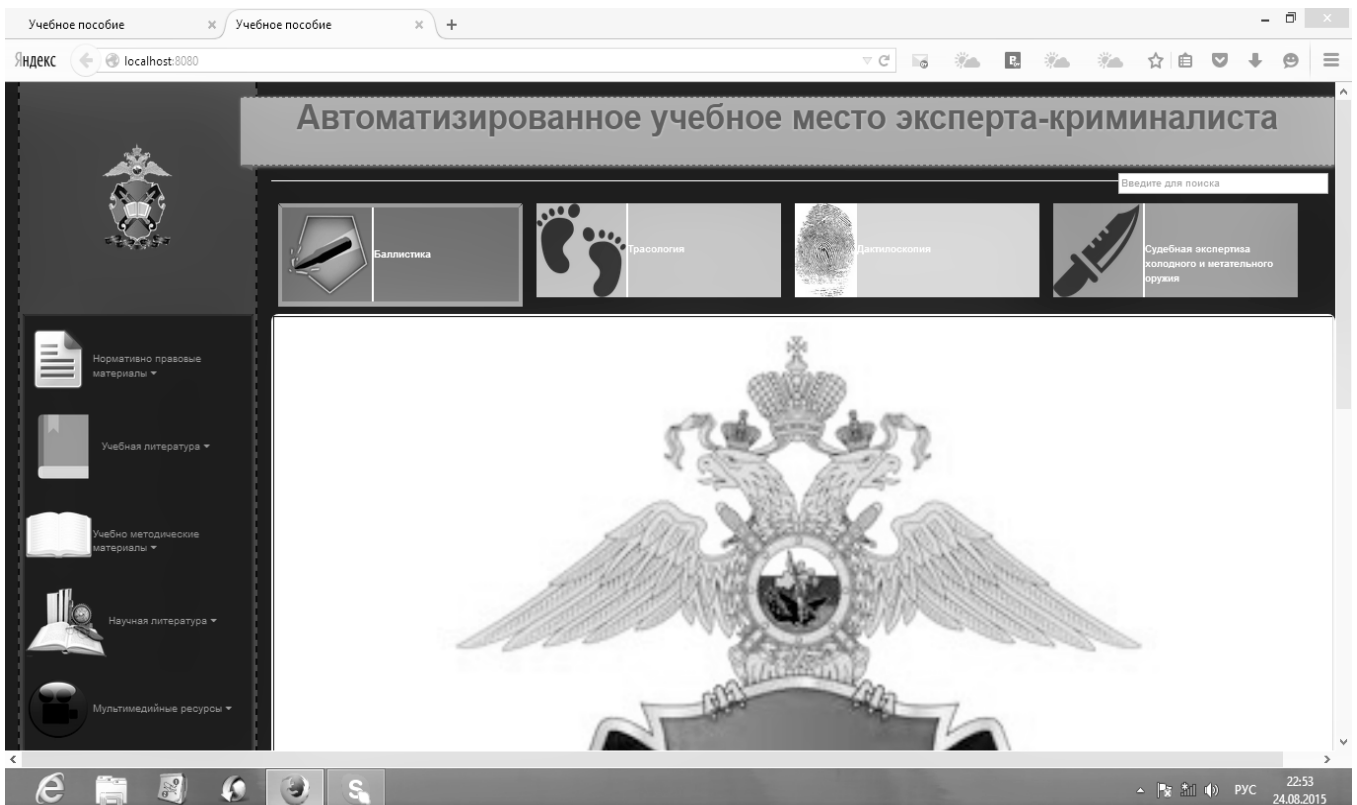 Учебное пособие
Учебное пособие
Яндекс
localhost:8080
Автоматизированное учебное место эксперта-криминалиста
Введите для поиска
Баллистика
Трасология
Дактилоскопия
Судебная экспертиза
холодного и метательного
оружия
Нормативно правовые
материалы
Учебная литература
Учебно методические
материалы
Научная литература
Мультимедийные ресурсы
РУС
22:53
24.08.2015